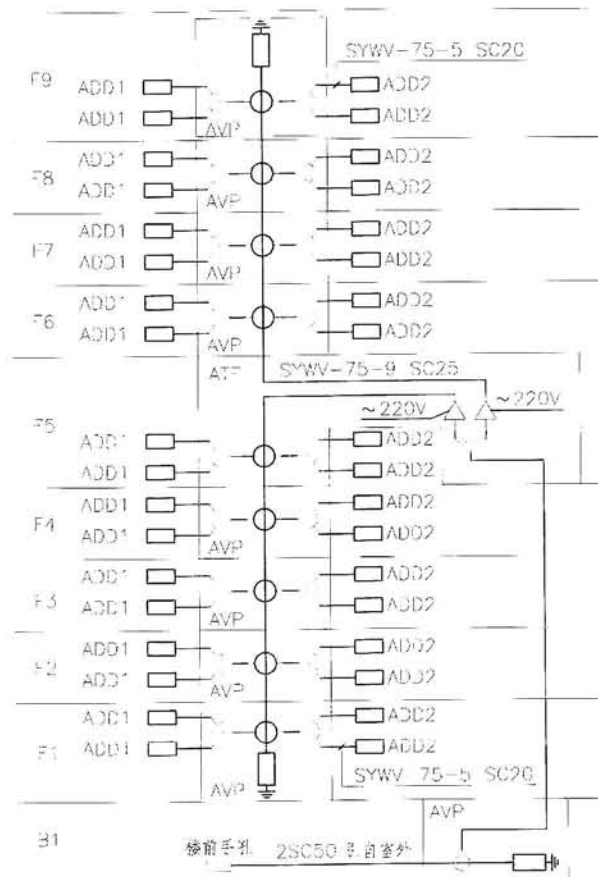 SYWV-75-5 SC20
F9 ADD1 ADD2
ADD1 ADD2
AVP
F8 ADD1 ADD2
ADD1 ADD2
AVP
F7 ADD1 ADD2
ADD1 ADD2
AVP
F6 ADD1 ADD2
ADD1 ADD2
AVP
SYWV-75-9 SC25
~220V ~220V
F5 ADD1 ADD2
ADD1 ADD2
F4 ADD1 ADD2
ADD1 ADD2
AVP
F3 ADD1 ADD2
ADD1 ADD2
AVP
F2 ADD1 ADD2
ADD1 ADD2
AVP
F1 ADD1 ADD2
ADD1 ADD2
SYWV 75-5 SC20
AVP
AVP
B1
楼前手孔 2SC50 引自室外